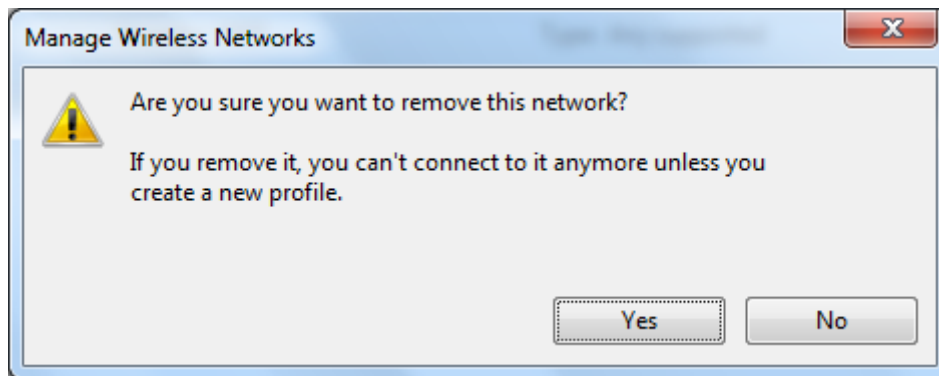 Manage Wireless Networks
Are you sure you want to remove this network?
If you remove it, you can't connect to it anymore unless you
create a new profile.
Yes
No